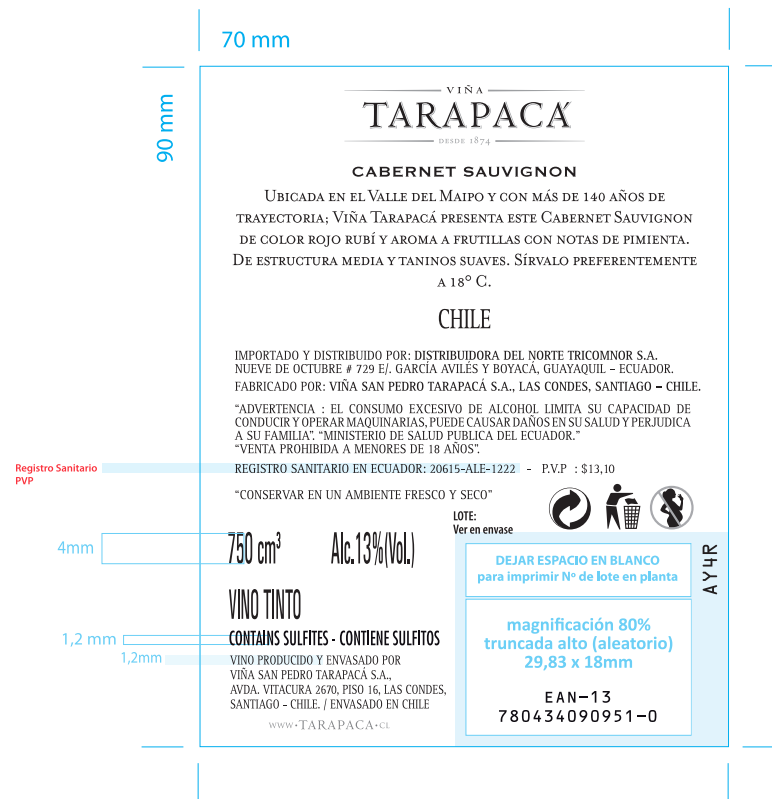 70 mm
90 mm
VIÑA
TARAPACÁ
DESDE 1874
CABERNET SAUVIGNON
UBICADA EN EL VALLE DEL MAIPO Y CON MÁS DE 140 AÑOS DE
TRAYECTORIA; VIÑA TARAPACÁ PRESENTA ESTE CABERNET SAUVIGNON
DE COLOR ROJO RUBÍ Y AROMA A FRUTILLAS CON NOTAS DE PIMIENTA.
DE ESTRUCTURA MEDIA Y TANINOS SUAVES. SÍRVALO PREFERENTEMENTE
A 18° C.
CHILE
IMPORTADO Y DISTRIBUIDO POR: DISTRIBUIDORA DEL NORTE TRICOMNOR S.A.
NUEVE DE OCTUBRE # 729 E/. GARCÍA AVILÉS Y BOYACÁ, GUAYAQUIL – ECUADOR.
FABRICADO POR: VIÑA SAN PEDRO TARAPACÁ S.A., LAS CONDES, SANTIAGO – CHILE.
“ADVERTENCIA : EL CONSUMO EXCESIVO DE ALCOHOL LIMITA SU CAPACIDAD DE
CONDUCIR Y OPERAR MAQUINARIAS, PUEDE CAUSAR DAÑOS EN SU SALUD Y PERJUDICA
A SU FAMILIA”. “MINISTERIO DE SALUD PUBLICA DEL ECUADOR.”
“VENTA PROHIBIDA A MENORES DE 18 AÑOS”.
Registro Sanitario
PVP
REGISTRO SANITARIO EN ECUADOR: 20615-ALE-1222 - P.V.P : $13,10
“CONSERVAR EN UN AMBIENTE FRESCO Y SECO”
LOTE:
Ver en envase
4mm
750 cm³ Alc.13%(Vol.)
DEJAR ESPACIO EN BLANCO
para imprimir Nº de lote en planta
AY4R
VINO TINTO
1,2 mm
CONTAINS SULFITES - CONTIENE SULFITOS
1,2mm
VINO PRODUCIDO Y ENVASADO POR
VIÑA SAN PEDRO TARAPACÁ S.A.,
AVDA. VITACURA 2670, PISO 16, LAS CONDES,
SANTIAGO - CHILE. / ENVASADO EN CHILE
WWW·TARAPACA·CL
magnificación 80%
truncada alto (aleatorio)
29,83 x 18mm
EAN-13
780434090951-0